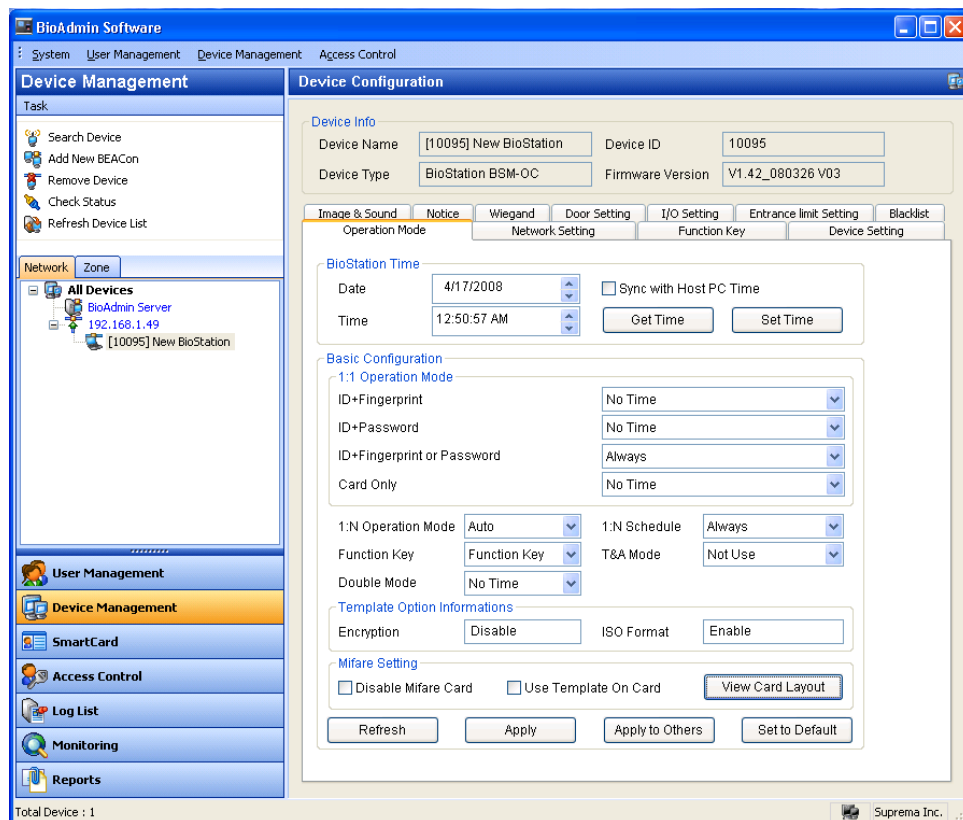 BioAdmin Software
System User Management Device Management Access Control
Device Management
Task
Search Device
Add New BEACon
Remove Device
Check Status
Refresh Device List
Network Zone
All Devices
BioAdmin Server
192.168.1.49
[10095] New BioStation
User Management
Device Management
SmartCard
Access Control
Log List
Monitoring
Reports
Device Configuration
Device Info
Device Name [10095] New BioStation Device ID 10095
Device Type BioStation BSM-OC Firmware Version V1.42_080326 V03
Image & Sound Notice Wiegand Door Setting I/O Setting Entrance limit Setting Blacklist
Operation Mode Network Setting Function Key Device Setting
BioStation Time
Date 4/17/2008 Sync with Host PC Time
Time 12:50:57 AM Get Time Set Time
Basic Configuration
1:1 Operation Mode
ID+Fingerprint No Time
ID+Password No Time
ID+Fingerprint or Password Always
Card Only No Time
1:N Operation Mode Auto 1:N Schedule Always
Function Key Function Key T&A Mode Not Use
Double Mode No Time
Template Option Informations
Encryption Disable ISO Format Enable
Mifare Setting
Disable Mifare Card Use Template On Card View Card Layout
Refresh Apply Apply to Others Set to Default
Total Device : 1 Suprema Inc.